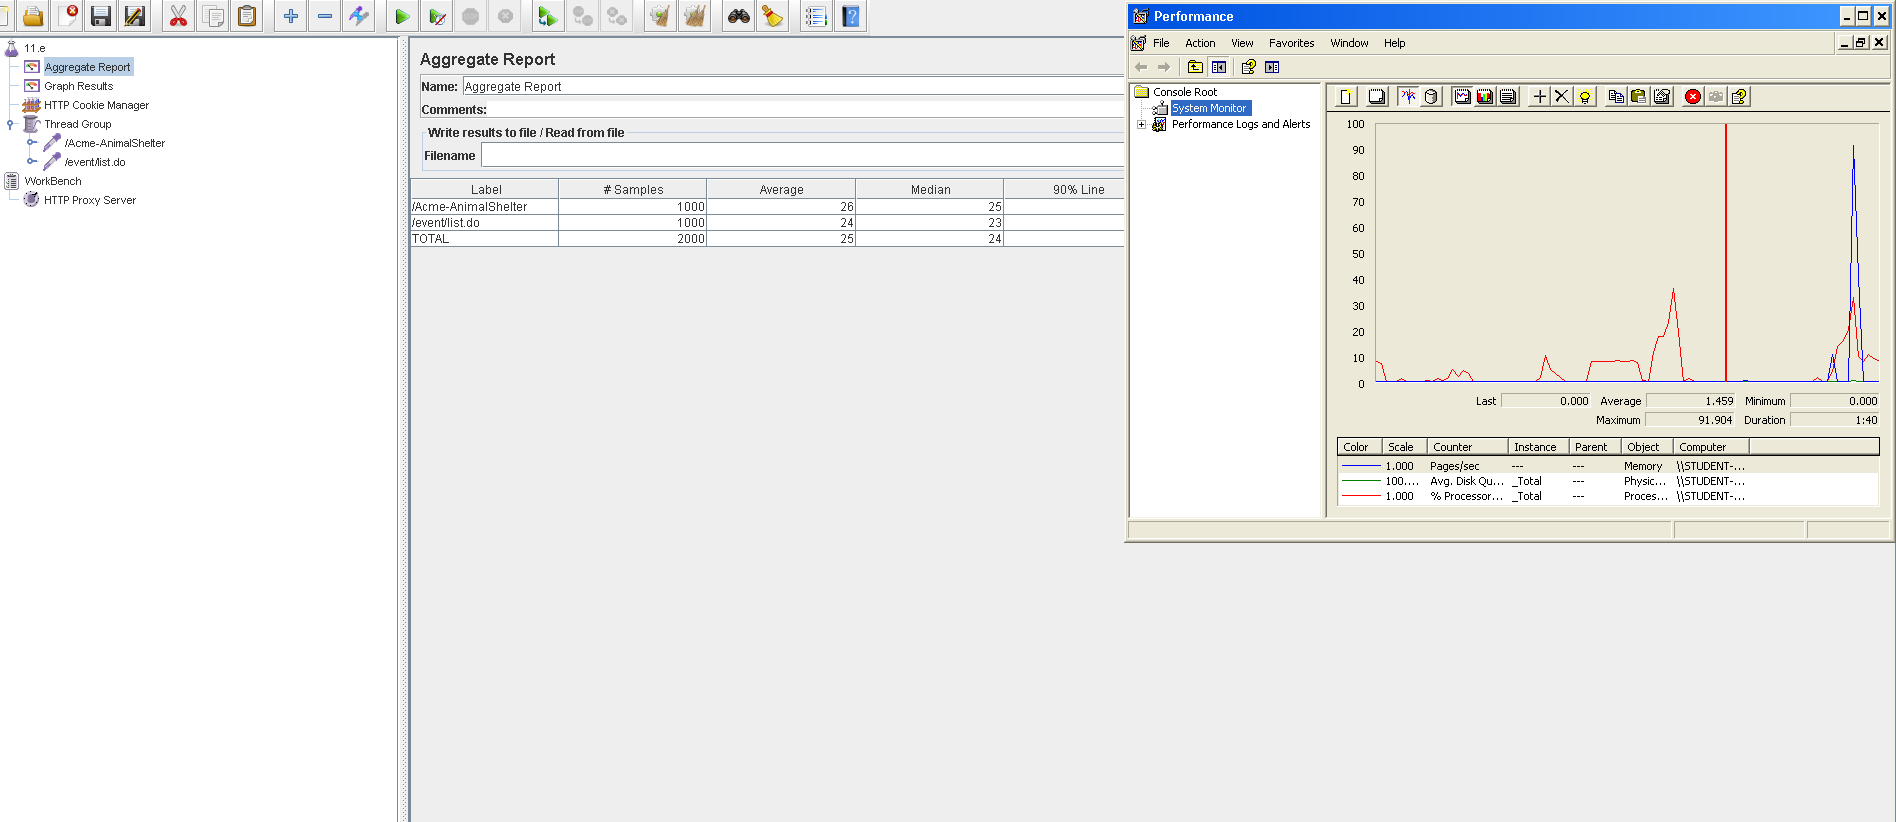 11.e
Aggregate Report
Graph Results
HTTP Cookie Manager
Thread Group
/Acme-AnimalShelter
/event/list.do
WorkBench
HTTP Proxy Server
Aggregate Report
Name: Aggregate Report
Comments:
Write results to file / Read from file
Filename
Label # Samples Average Median 90% Line
/Acme-AnimalShelter 1000 26 25
/event/list.do 1000 24 23
TOTAL 2000 25 24
Performance
File Action View Favorites Window Help
Console Root
System Monitor
Performance Logs and Alerts
100
90
80
70
60
50
40
30
20
10
0
Last 0.000 Average 1.459 Minimum 0.000
Maximum 91.904 Duration 1:40
Color Scale Counter Instance Parent Object Computer
1.000 Pages/sec --- --- Memory \\STUDENT-...
100.... Avg. Disk Qu... _Total --- Physic... \\STUDENT-...
1.000 % Processor... _Total --- Proces... \\STUDENT-...